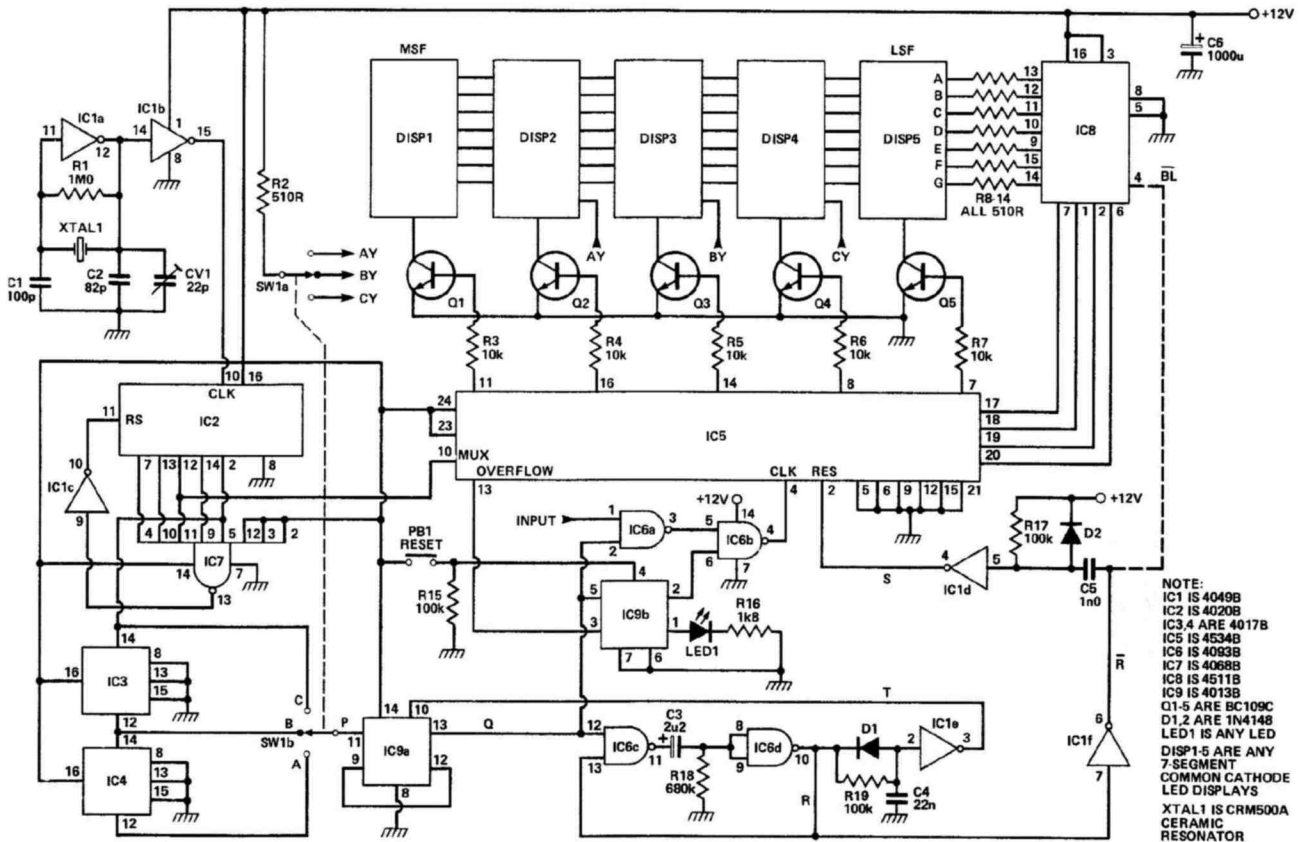 +12V
C6
1000u
MSF
LSF
DISP1
DISP2
DISP3
DISP4
DISP5
A
B
C
D
E
F
G
13
12
11
10
9
15
14
16 3
IC8
8
5
4
BL
7 1 2 6
R8-14
ALL 510R
IC1a
11
12
IC1b
14
1
15
8
R1
1M0
XTAL1
C2
82p
CV1
22p
100p
R2
510R
AY
BY
CY
SW1a
AY
BY
CY
Q1
Q2
Q3
Q4
Q5
R3
10k
R4
10k
R5
10k
R6
10k
R7
10k
11
16
14
8
7
10 16
CLK
11
RS
IC2
7 13 12 14 2
8
10
IC1c
9
4 10 11 9 5 12 3 2
14
IC7
7
13
24
23
10
MUX
OVERFLOW
13
IC5
CLK
4
RES
2
5 6 9 12 15 21
17
18
19
20
PB1
RESET
R15
100k
INPUT
1
2
IC6a
3
+12V
14
5
6
IC6b
4
7
4
5
3
IC9b
2
1
7 6
LED1
R16
1k8
S
4
IC1d
5
R17
100k
D2
+12V
C5
1n0
R
14
16
IC3
8
13
15
12
C
B
A
SW1b
P
14
16
IC4
8
13
15
12
14
10
11
13
IC9a
9
12
8
Q
T
12
13
IC6c
11
C3
2u2
R18
680k
8
9
IC6d
10
R
D1
R19
100k
C4
22n
2
IC1e
3
6
IC1f
7
NOTE:
IC1 IS 4049B
IC2 IS 4020B
IC3,4 ARE 4017B
IC5 IS 4534B
IC6 IS 4093B
IC7 IS 4068B
IC8 IS 4511B
IC9 IS 4013B
Q1-5 ARE BC109C
D1,2 ARE 1N4148
LED1 IS ANY LED
DISP1-5 ARE ANY
7-SEGMENT
COMMON CATHODE
LED DISPLAYS
XTAL1 IS CRM500A
CERAMIC
RESONATOR